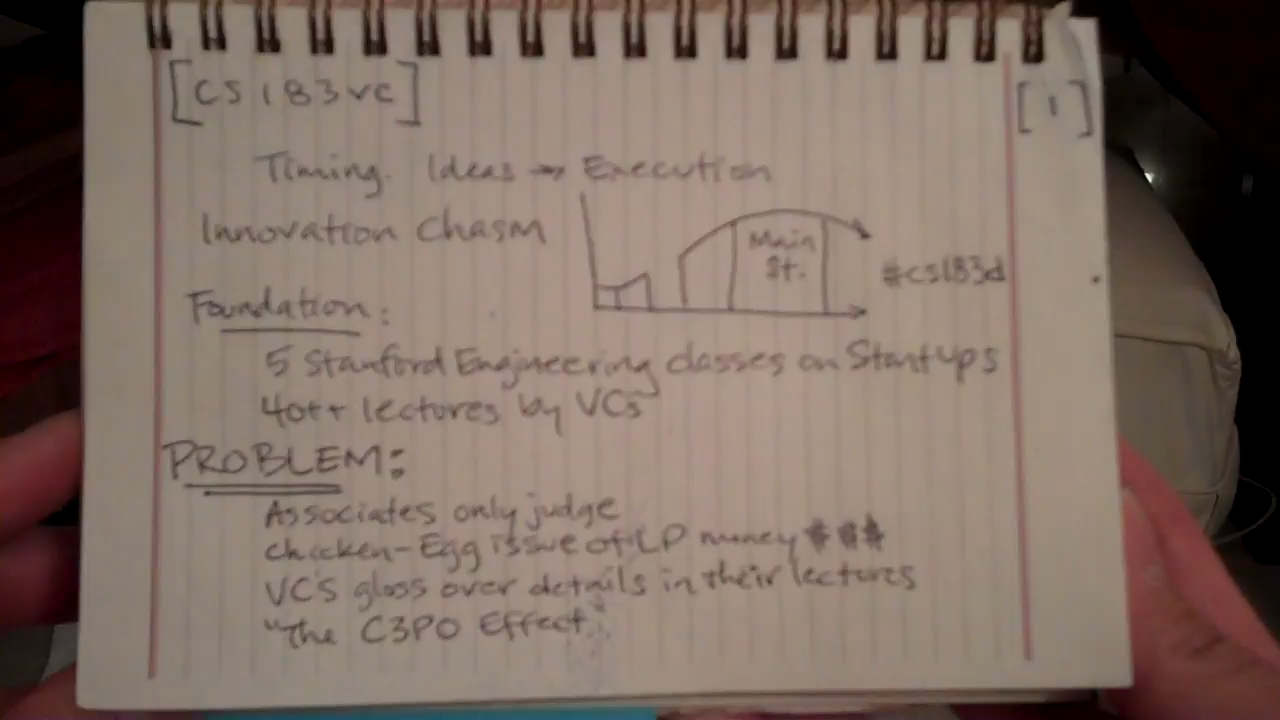 [CS183VC]
[1]
Timing. Ideas → Execution
Innovation Chasm
Main
St.
#cs183d
Foundation:
5 Stanford Engineering classes on Startups
40++ lectures by VCs
PROBLEM:
Associates only judge
Chicken-Egg issue of LP money $$$
VC's gloss over details in their lectures
"The C3PO Effect"